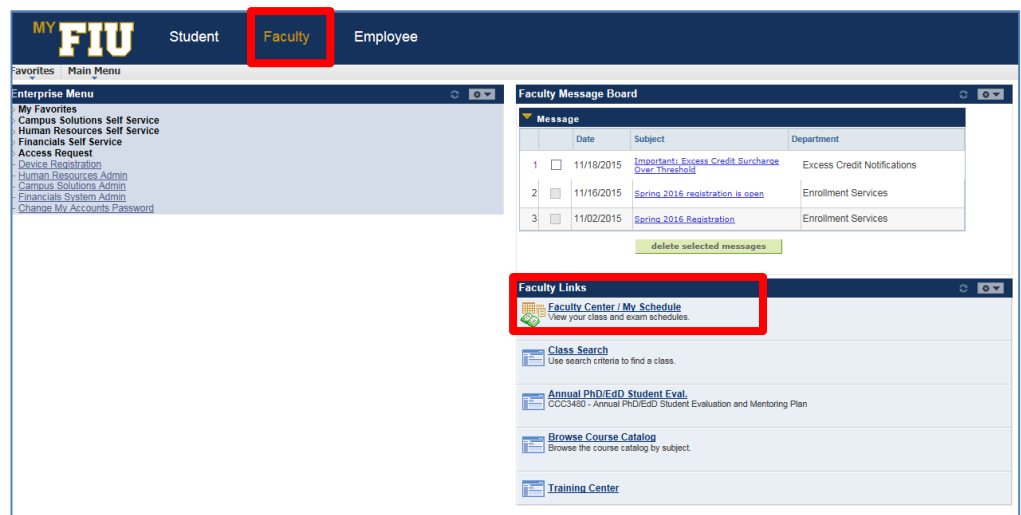 MY FIU Student Faculty Employee
Favorites Main Menu
Enterprise Menu
My Favorites
Campus Solutions Self Service
Human Resources Self Service
Financials Self Service
Access Request
Device Registration
Human Resources Admin
Campus Solutions Admin
Financials System Admin
Change My Accounts Password
Faculty Message Board
Message
Date Subject Department
1 11/18/2015 Important: Excess Credit Surcharge Excess Credit Notifications
Over Threshold
2 11/16/2015 Spring 2016 registration is open Enrollment Services
3 11/02/2015 Spring 2016 Registration Enrollment Services
delete selected messages
Faculty Links
Faculty Center / My Schedule
View your class and exam schedules.
Class Search
Use search criteria to find a class.
Annual PhD/EdD Student Eval.
CCC3480 - Annual PhD/EdD Student Evaluation and Mentoring Plan
Browse Course Catalog
Browse the course catalog by subject.
Training Center